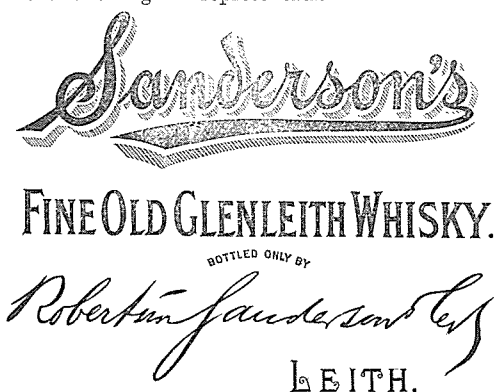 Sanderson's
FINE OLD GLENLEITH WHISKY.
BOTTLED ONLY BY
Robertson Sanderson & Co
LEITH.